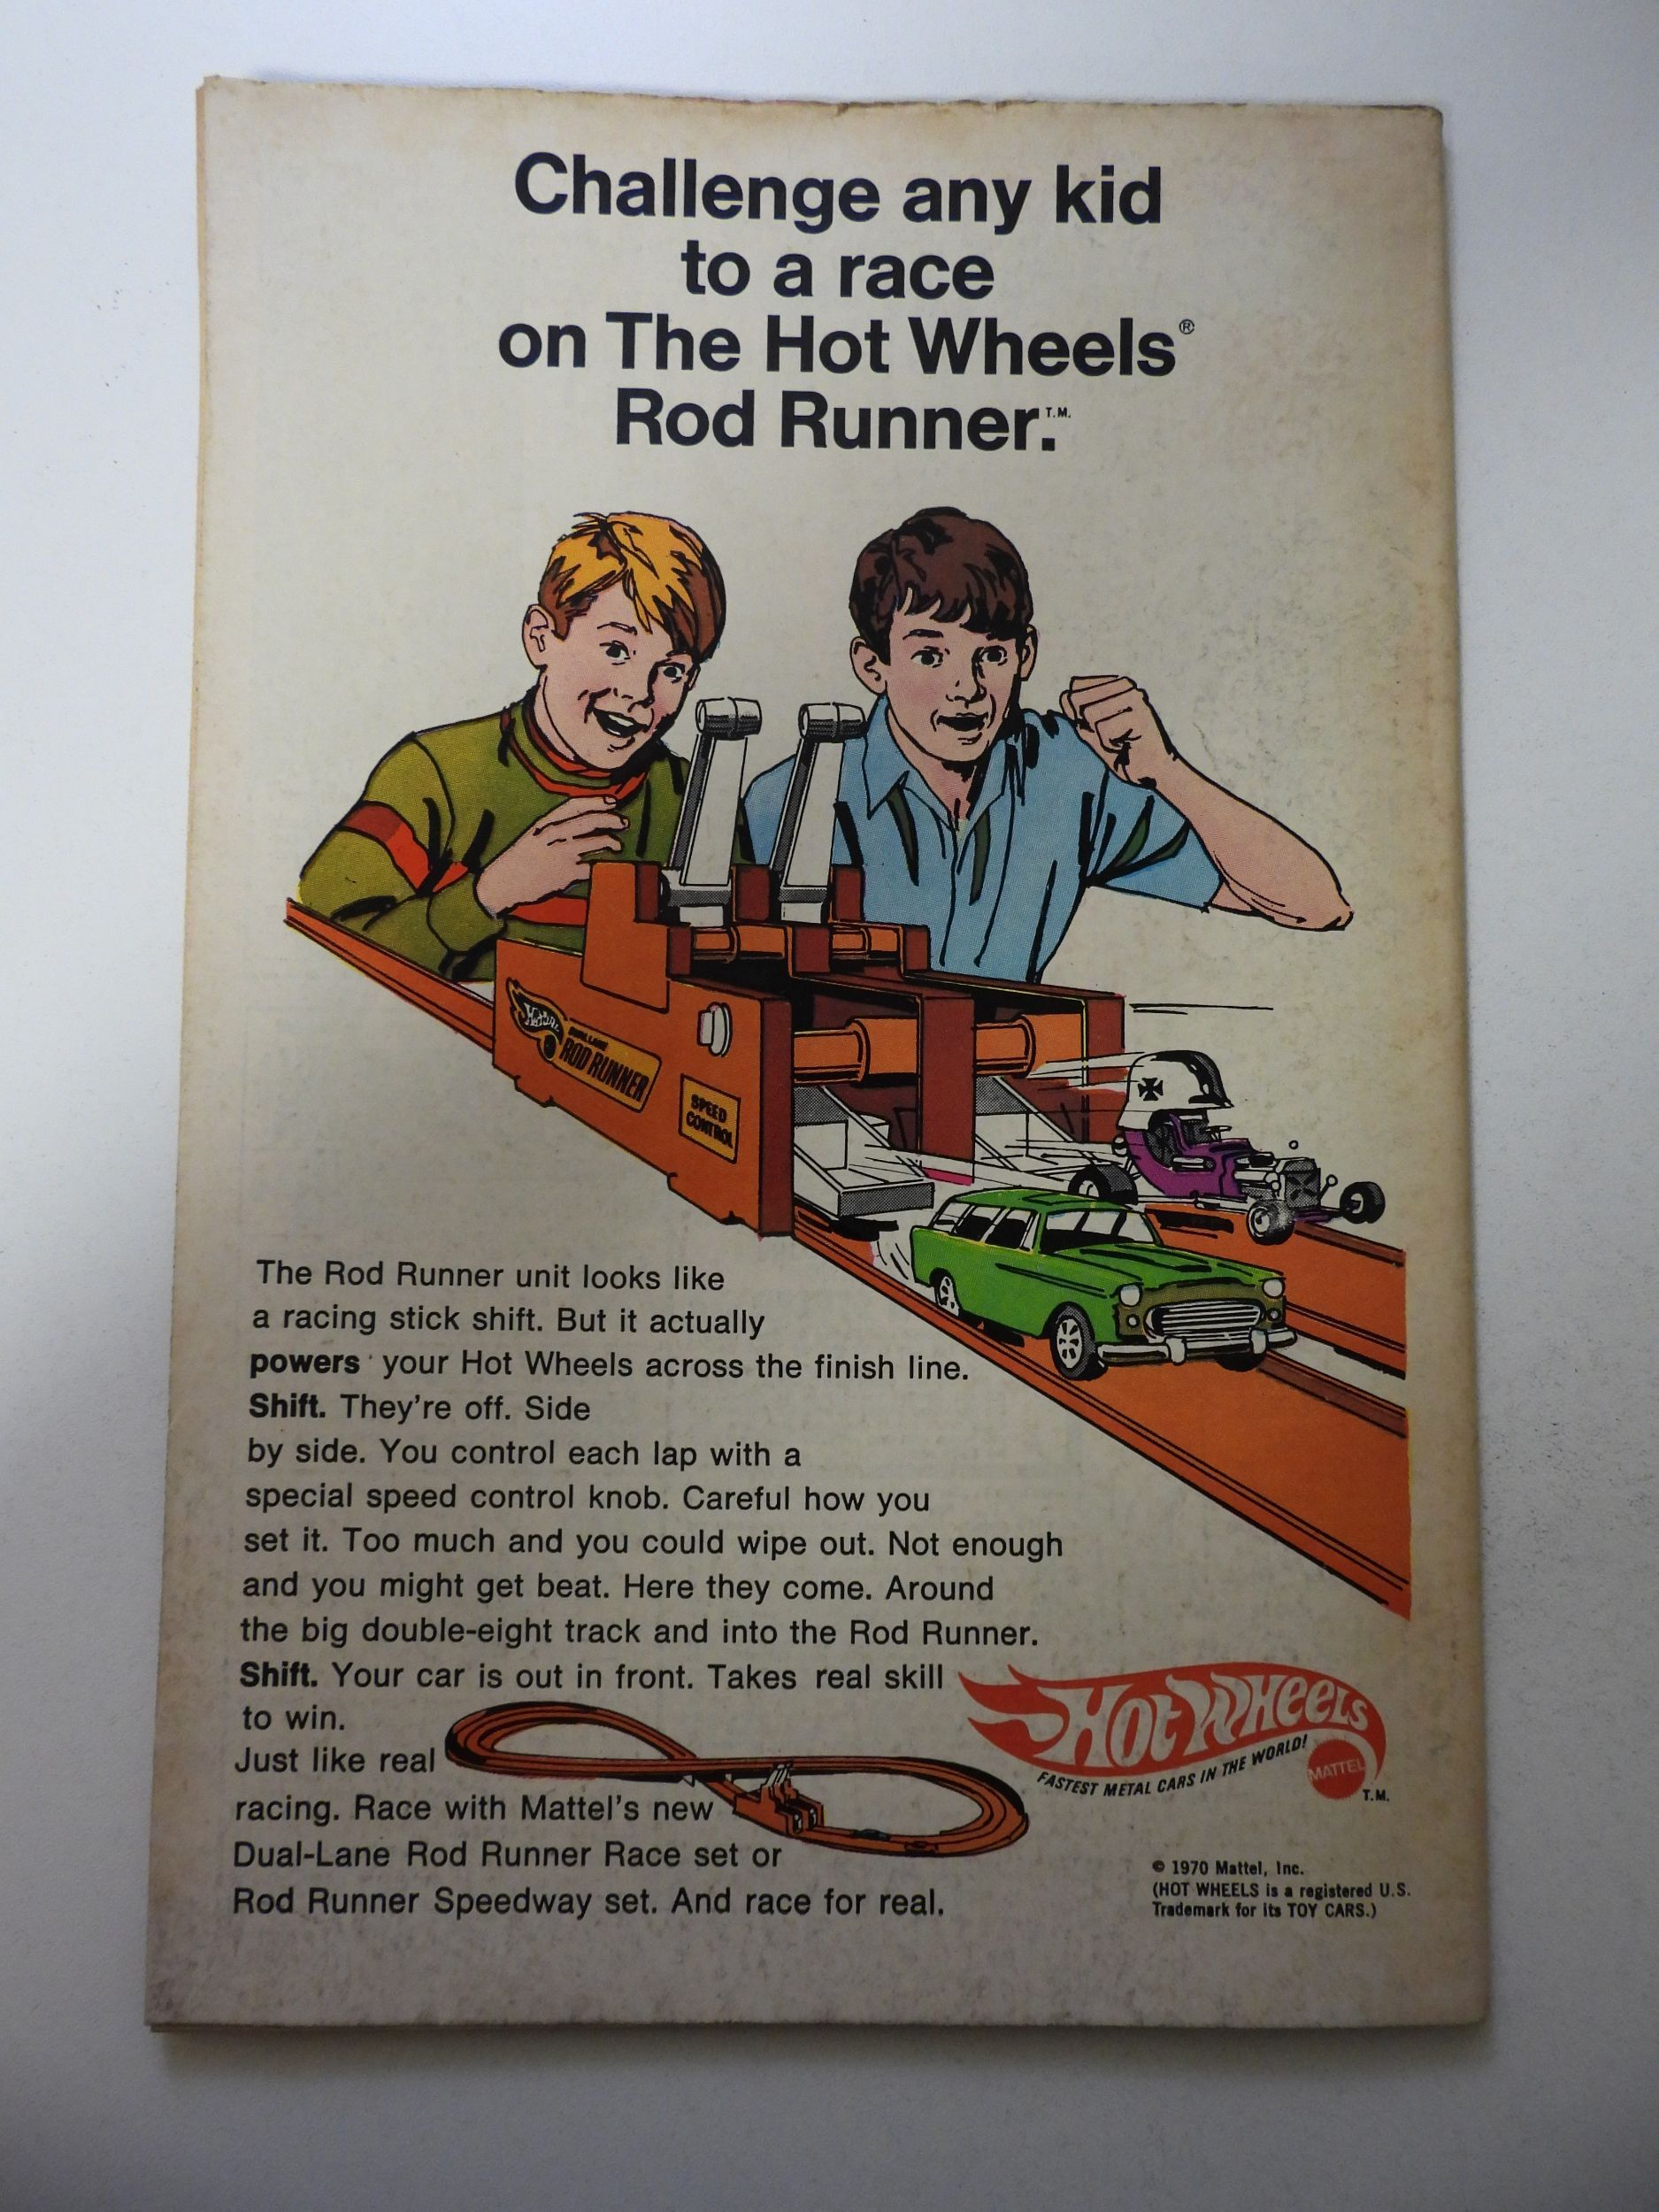 Challenge any kid
to a race
on The Hot Wheels®
Rod Runner.T.M.
Hot Wheels
DUAL LANE
ROD RUNNER
SPEED
CONTROL
The Rod Runner unit looks like
a racing stick shift. But it actually
powers your Hot Wheels across the finish line.
Shift. They're off. Side
by side. You control each lap with a
special speed control knob. Careful how you
set it. Too much and you could wipe out. Not enough
and you might get beat. Here they come. Around
the big double-eight track and into the Rod Runner.
Shift. Your car is out in front. Takes real skill
to win.
Just like real
racing. Race with Mattel's new
Dual-Lane Rod Runner Race set or
Rod Runner Speedway set. And race for real.
Hot Wheels
FASTEST METAL CARS IN THE WORLD!
MATTEL
T.M.
© 1970 Mattel, Inc.
(HOT WHEELS is a registered U.S.
Trademark for its TOY CARS.)